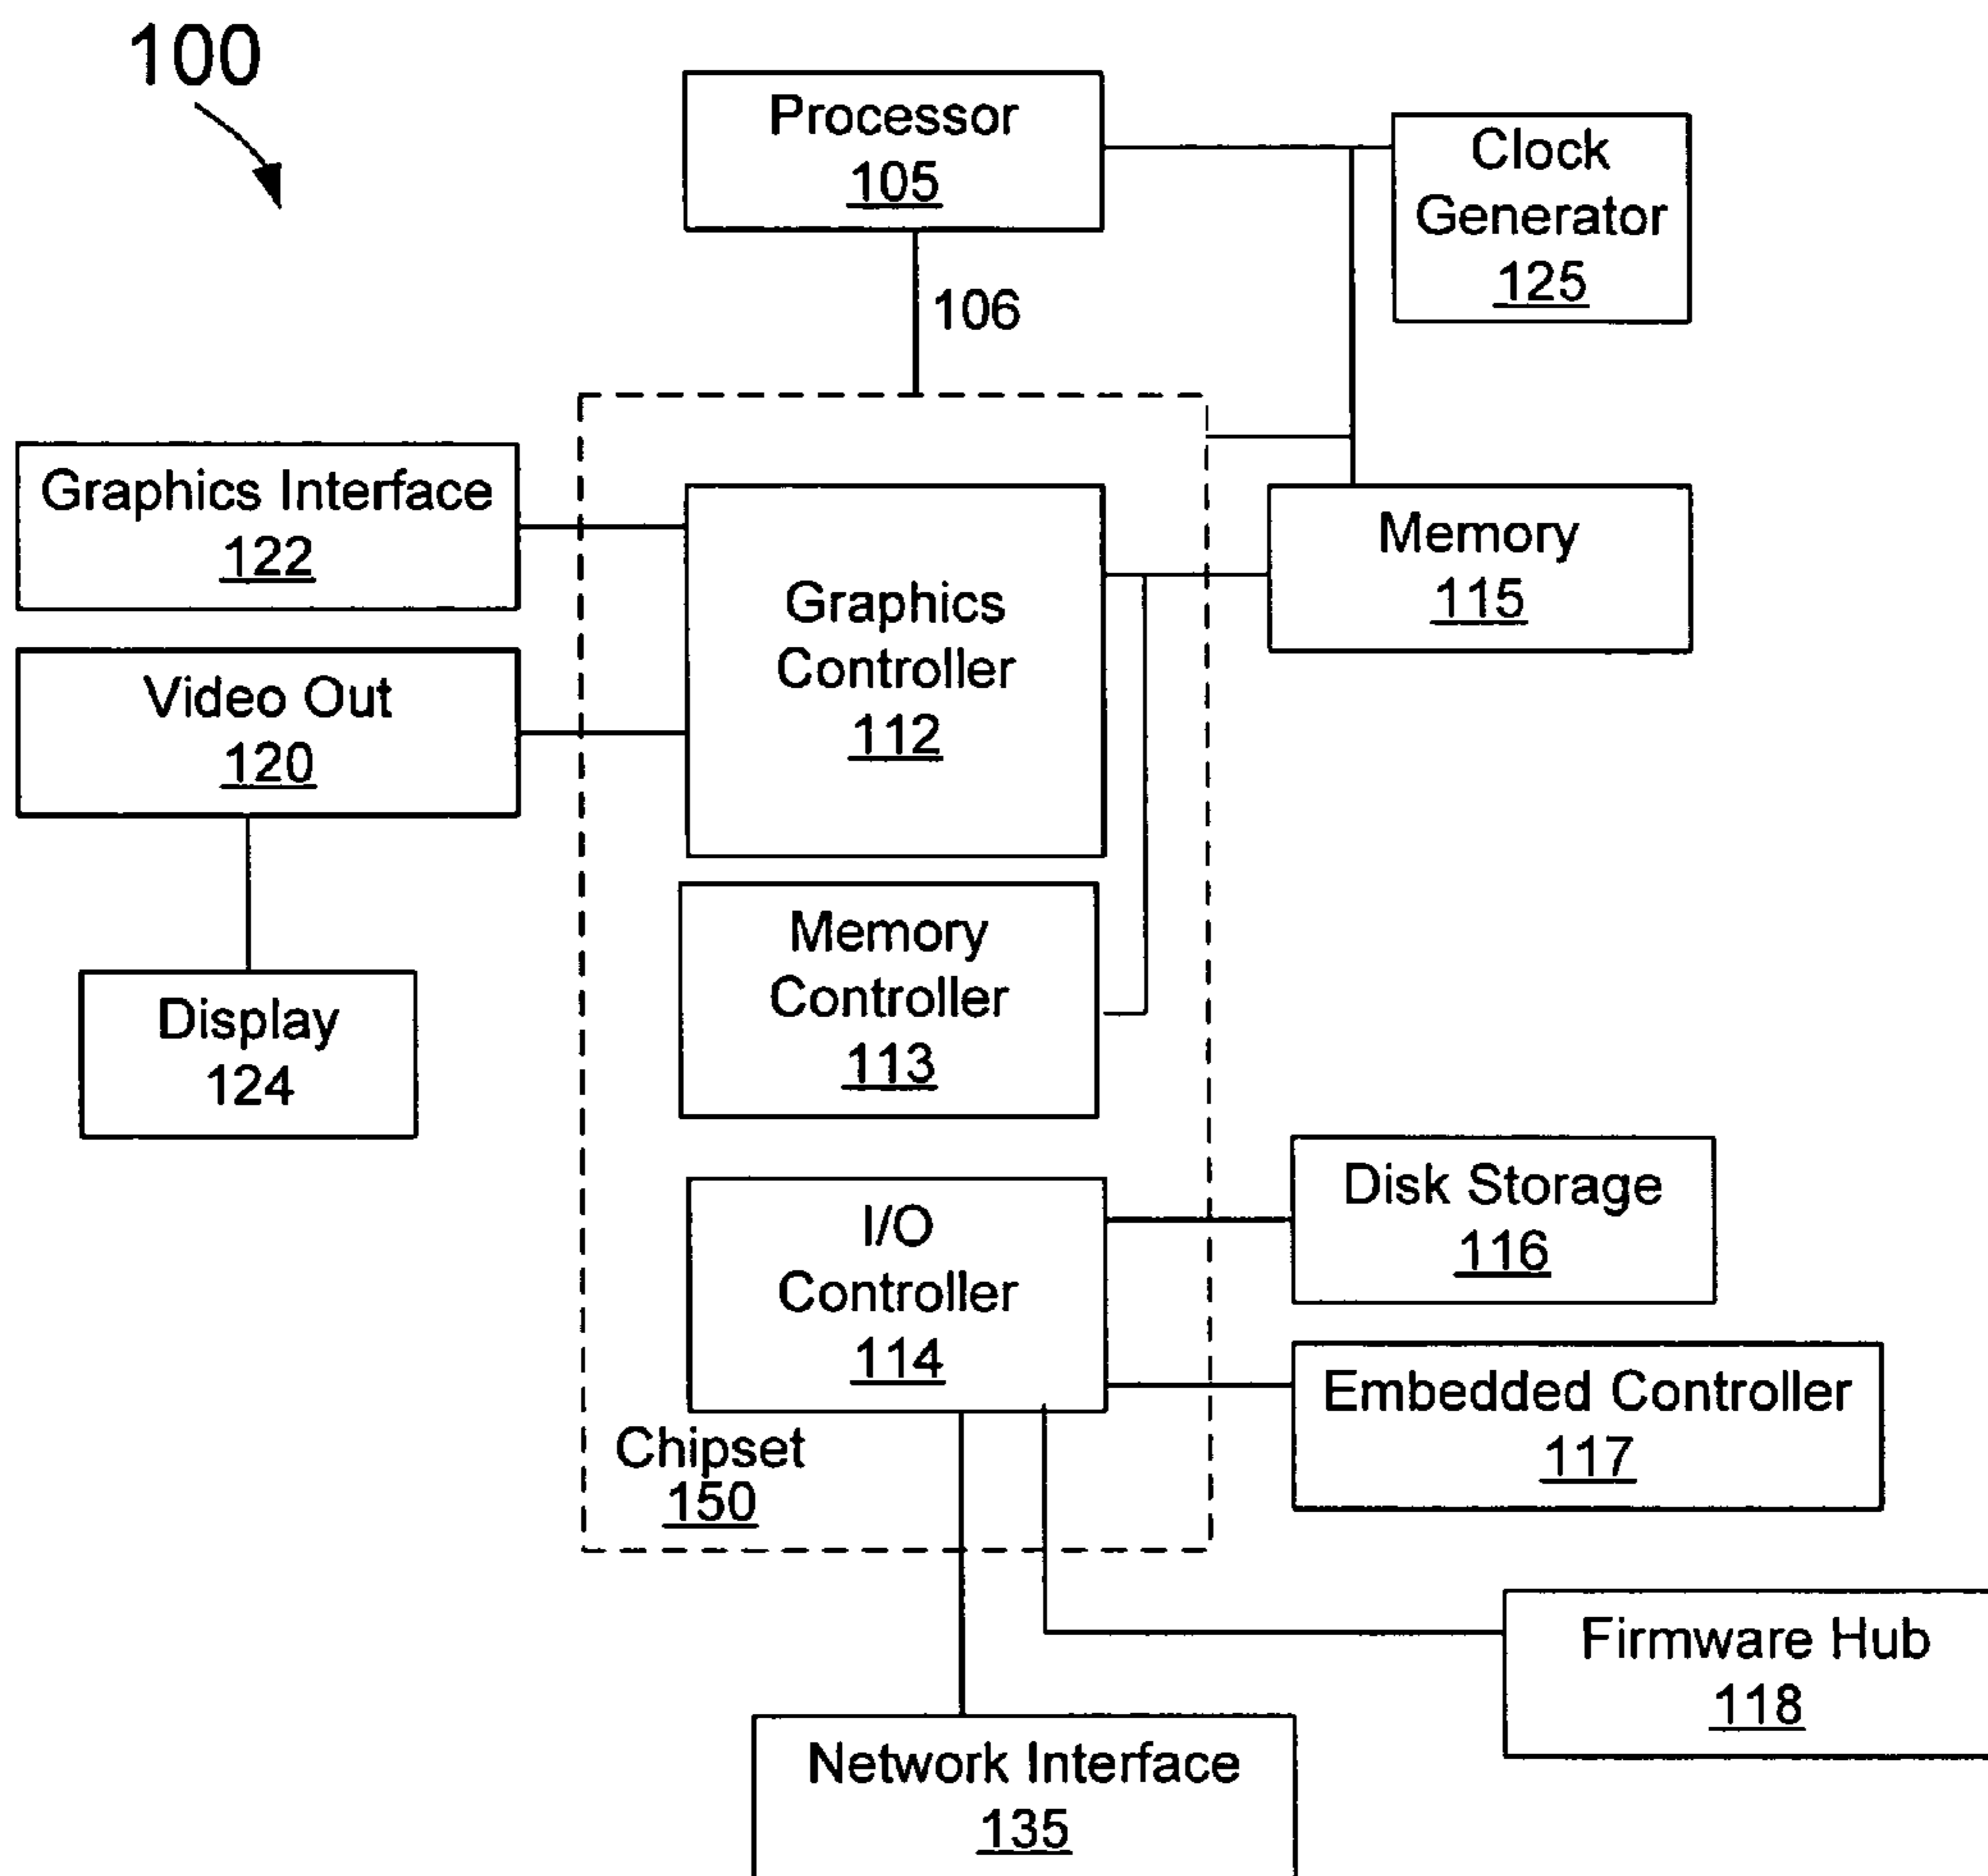 100
Processor
105
Clock
Generator
125
106
Graphics Interface
122
Graphics
Controller
112
Memory
115
Video Out
120
Memory
Controller
113
Display
124
I/O
Controller
114
Disk Storage
116
Embedded Controller
117
Chipset
150
Firmware Hub
118
Network Interface
135